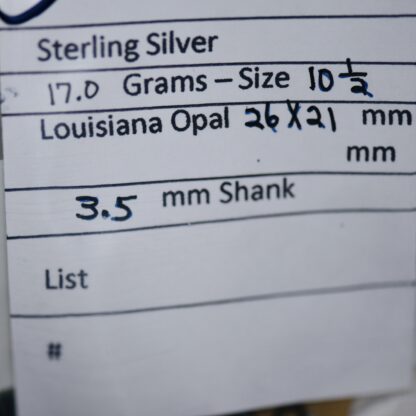 Sterling Silver
17.0 Grams – Size 10 ½
Louisiana Opal 26 X 21 mm
mm
3.5 mm Shank
List
#